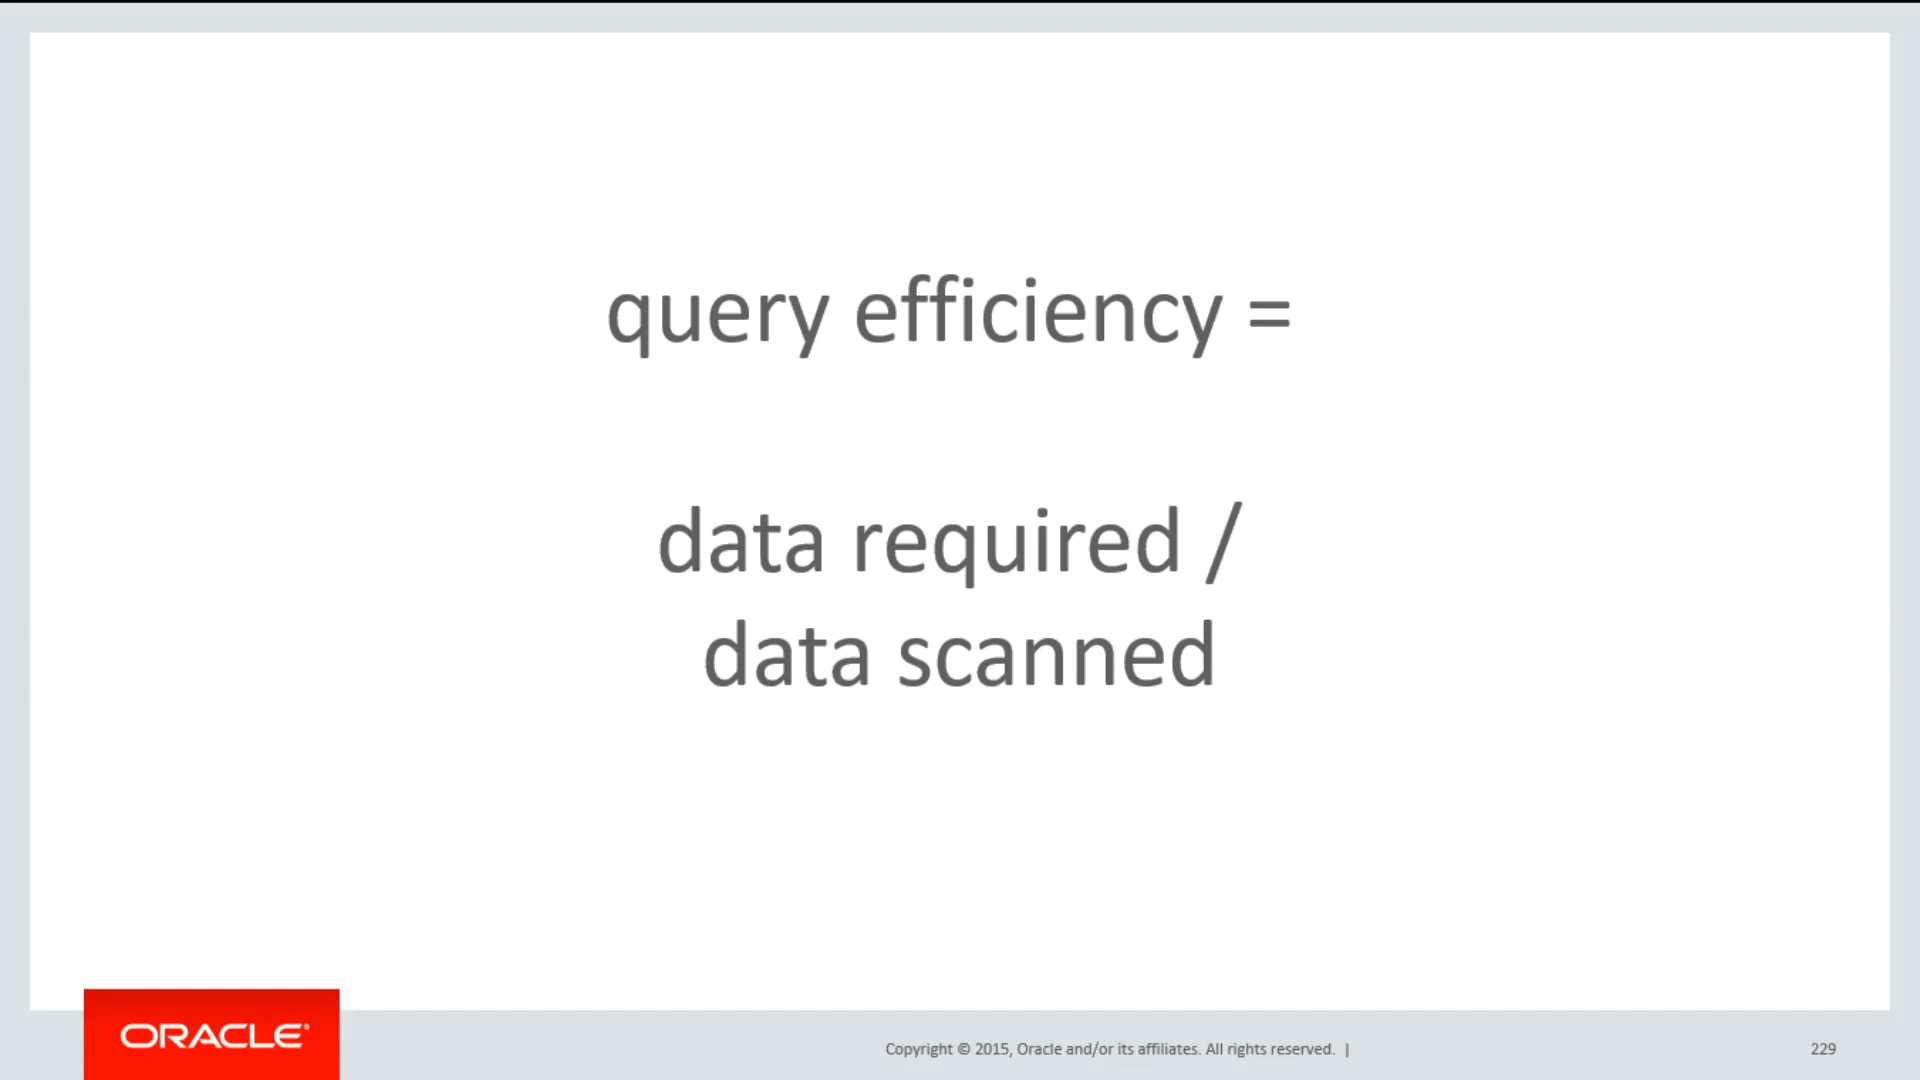 query efficiency =
data required /
data scanned
ORACLE®
Copyright © 2015, Oracle and/or its affiliates. All rights reserved. |
229